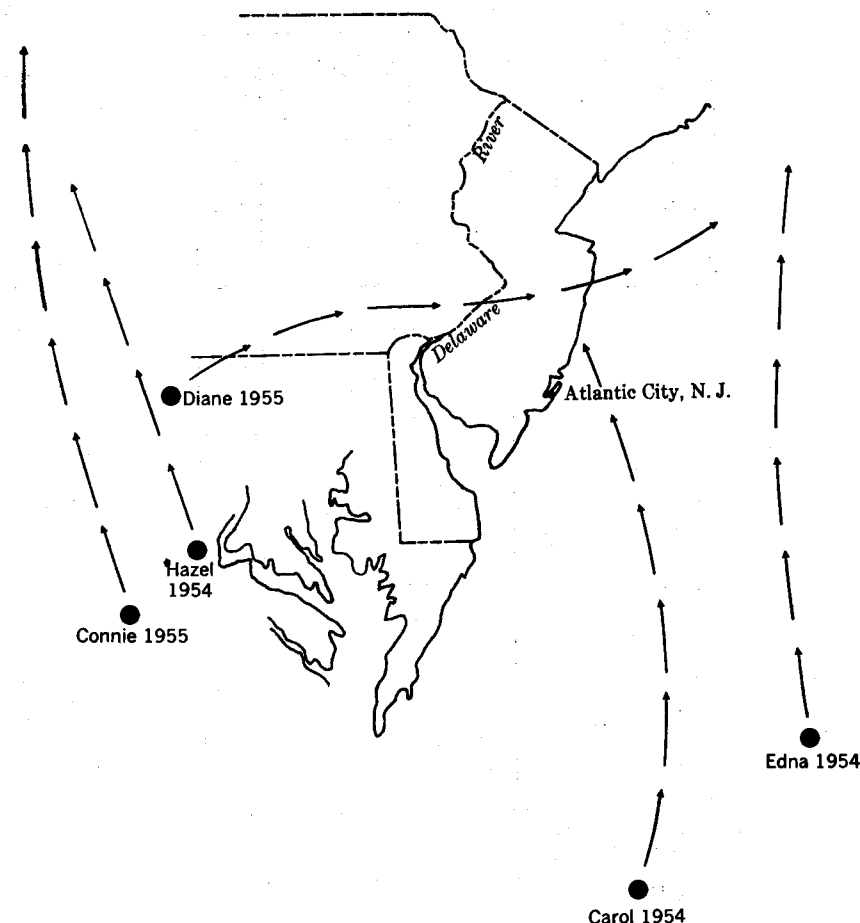 River
Delaware
Diane 1955
Atlantic City, N. J.
Hazel
1954
Connie 1955
Edna 1954
Carol 1954